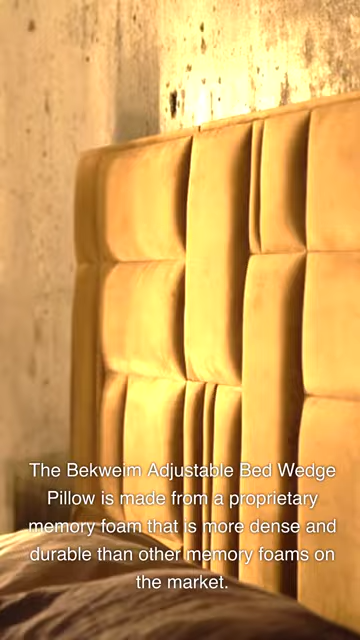 The Bekweim Adjustable Bed Wedge
Pillow is made from a proprietary
memory foam that is more dense and
durable than other memory foams on
the market.